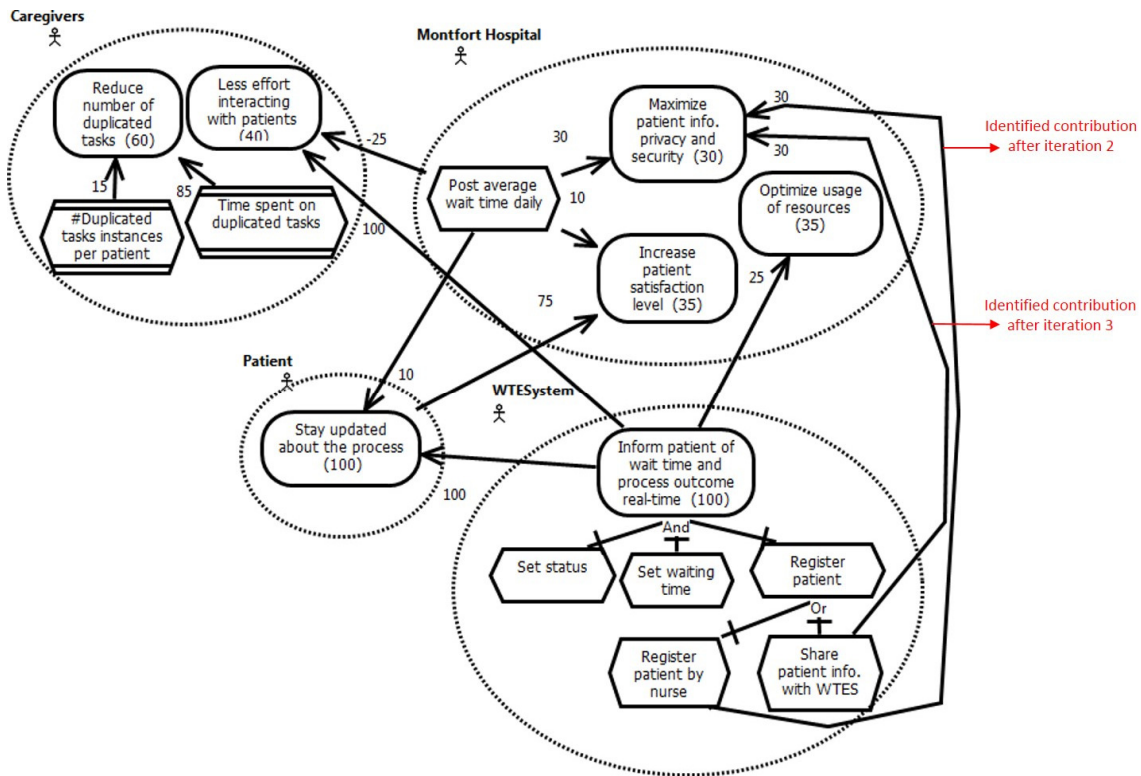 Caregivers
Montfort Hospital
Reduce
number of
duplicated
tasks (60)
Less effort
interacting
with patients
(40)
-25
30
Maximize
patient info.
privacy and
security (30)
30
30
Identified contribution
after iteration 2
15
85
#Duplicated
tasks instances
per patient
Time spent on
duplicated tasks
100
Post average
wait time daily
10
Optimize usage
of resources
(35)
Increase
patient
satisfaction
level (35)
25
75
Identified contribution
after iteration 3
Patient
10
WTESystem
Stay updated
about the process
(100)
100
Inform patient of
wait time and
process outcome
real-time (100)
And
Set status
Set waiting
time
Register
patient
Or
Register
patient by
nurse
Share
patient info.
with WTES